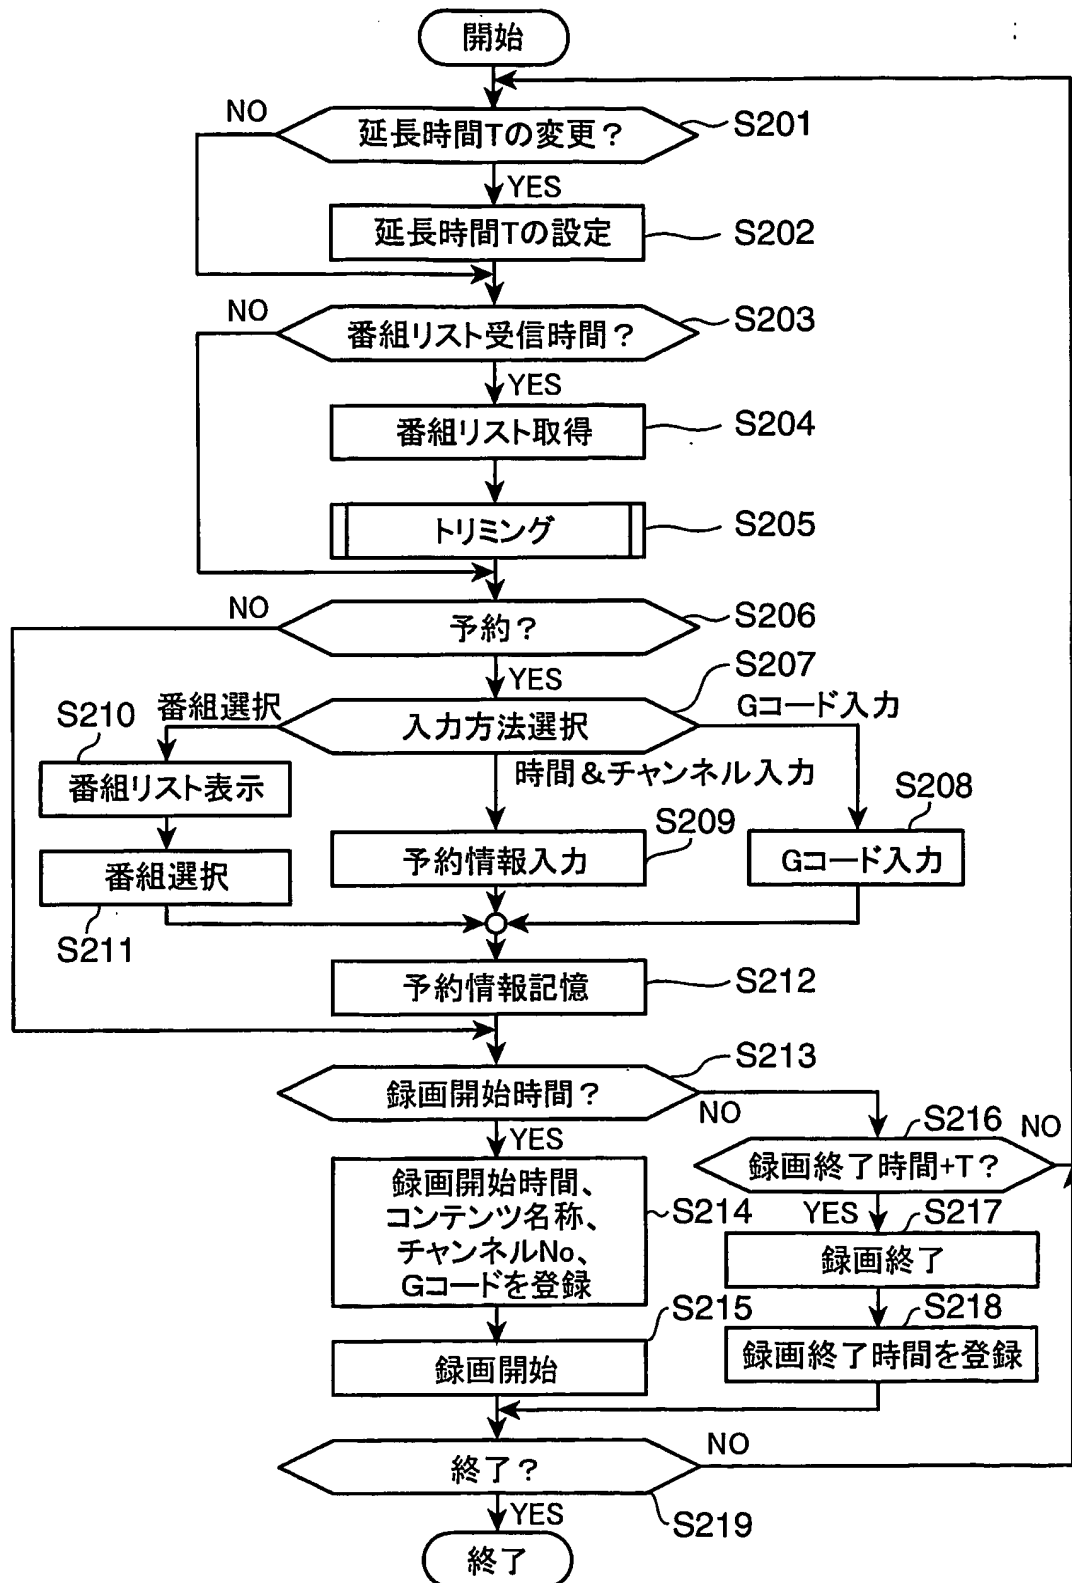 開始
NO
延長時間Tの変更？
S201
YES
延長時間Tの設定
S202
NO
番組リスト受信時間？
S203
YES
番組リスト取得
S204
トリミング
S205
NO
予約？
S206
YES
S207
S210
番組選択
入力方法選択
Gコード入力
番組リスト表示
時間＆チャンネル入力
S208
S209
番組選択
予約情報入力
Gコード入力
S211
予約情報記憶
S212
S213
録画開始時間？
NO
S216
NO
YES
録画終了時間+T？
録画開始時間、
コンテンツ名称、
チャンネルNo、
Gコードを登録
S214
YES
S217
録画終了
S215
S218
録画開始
録画終了時間を登録
NO
終了？
YES
S219
終了